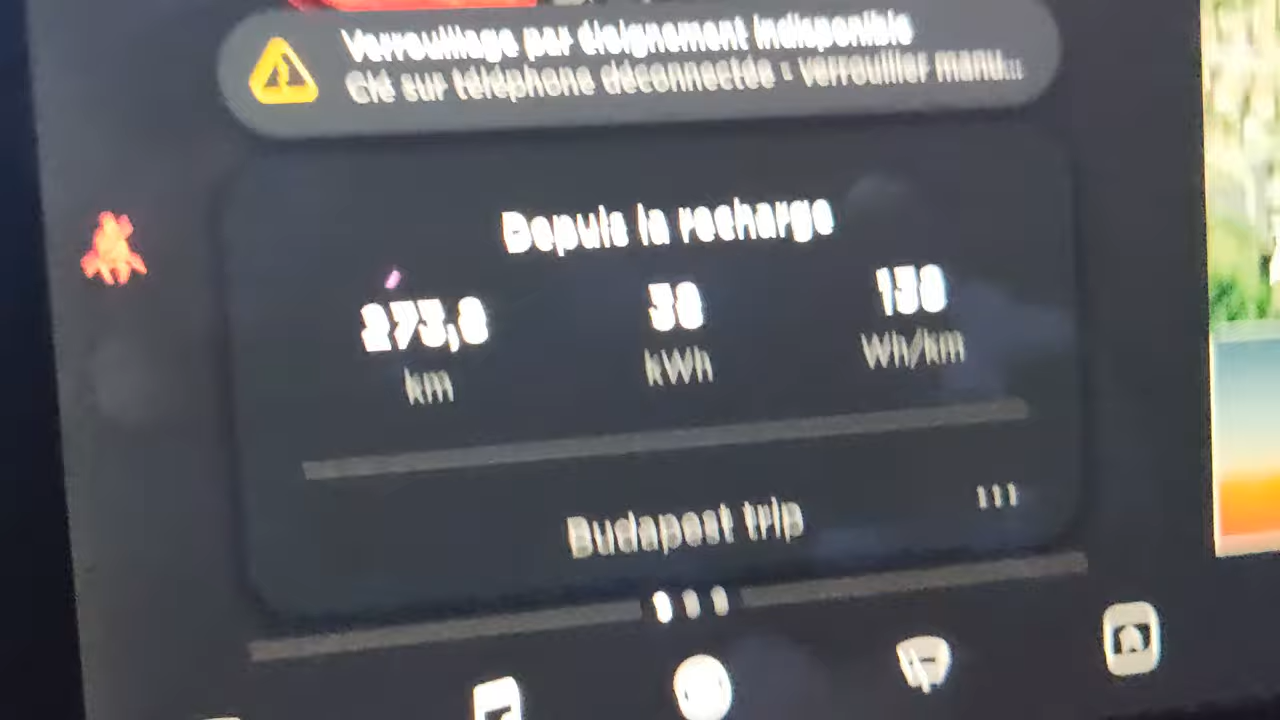 Verrouillage par éloignement indisponible
Clé sur téléphone déconnectée - verrouiller manu...
Depuis la recharge
273,8 38 138
km kWh Wh/km
Budapest trip